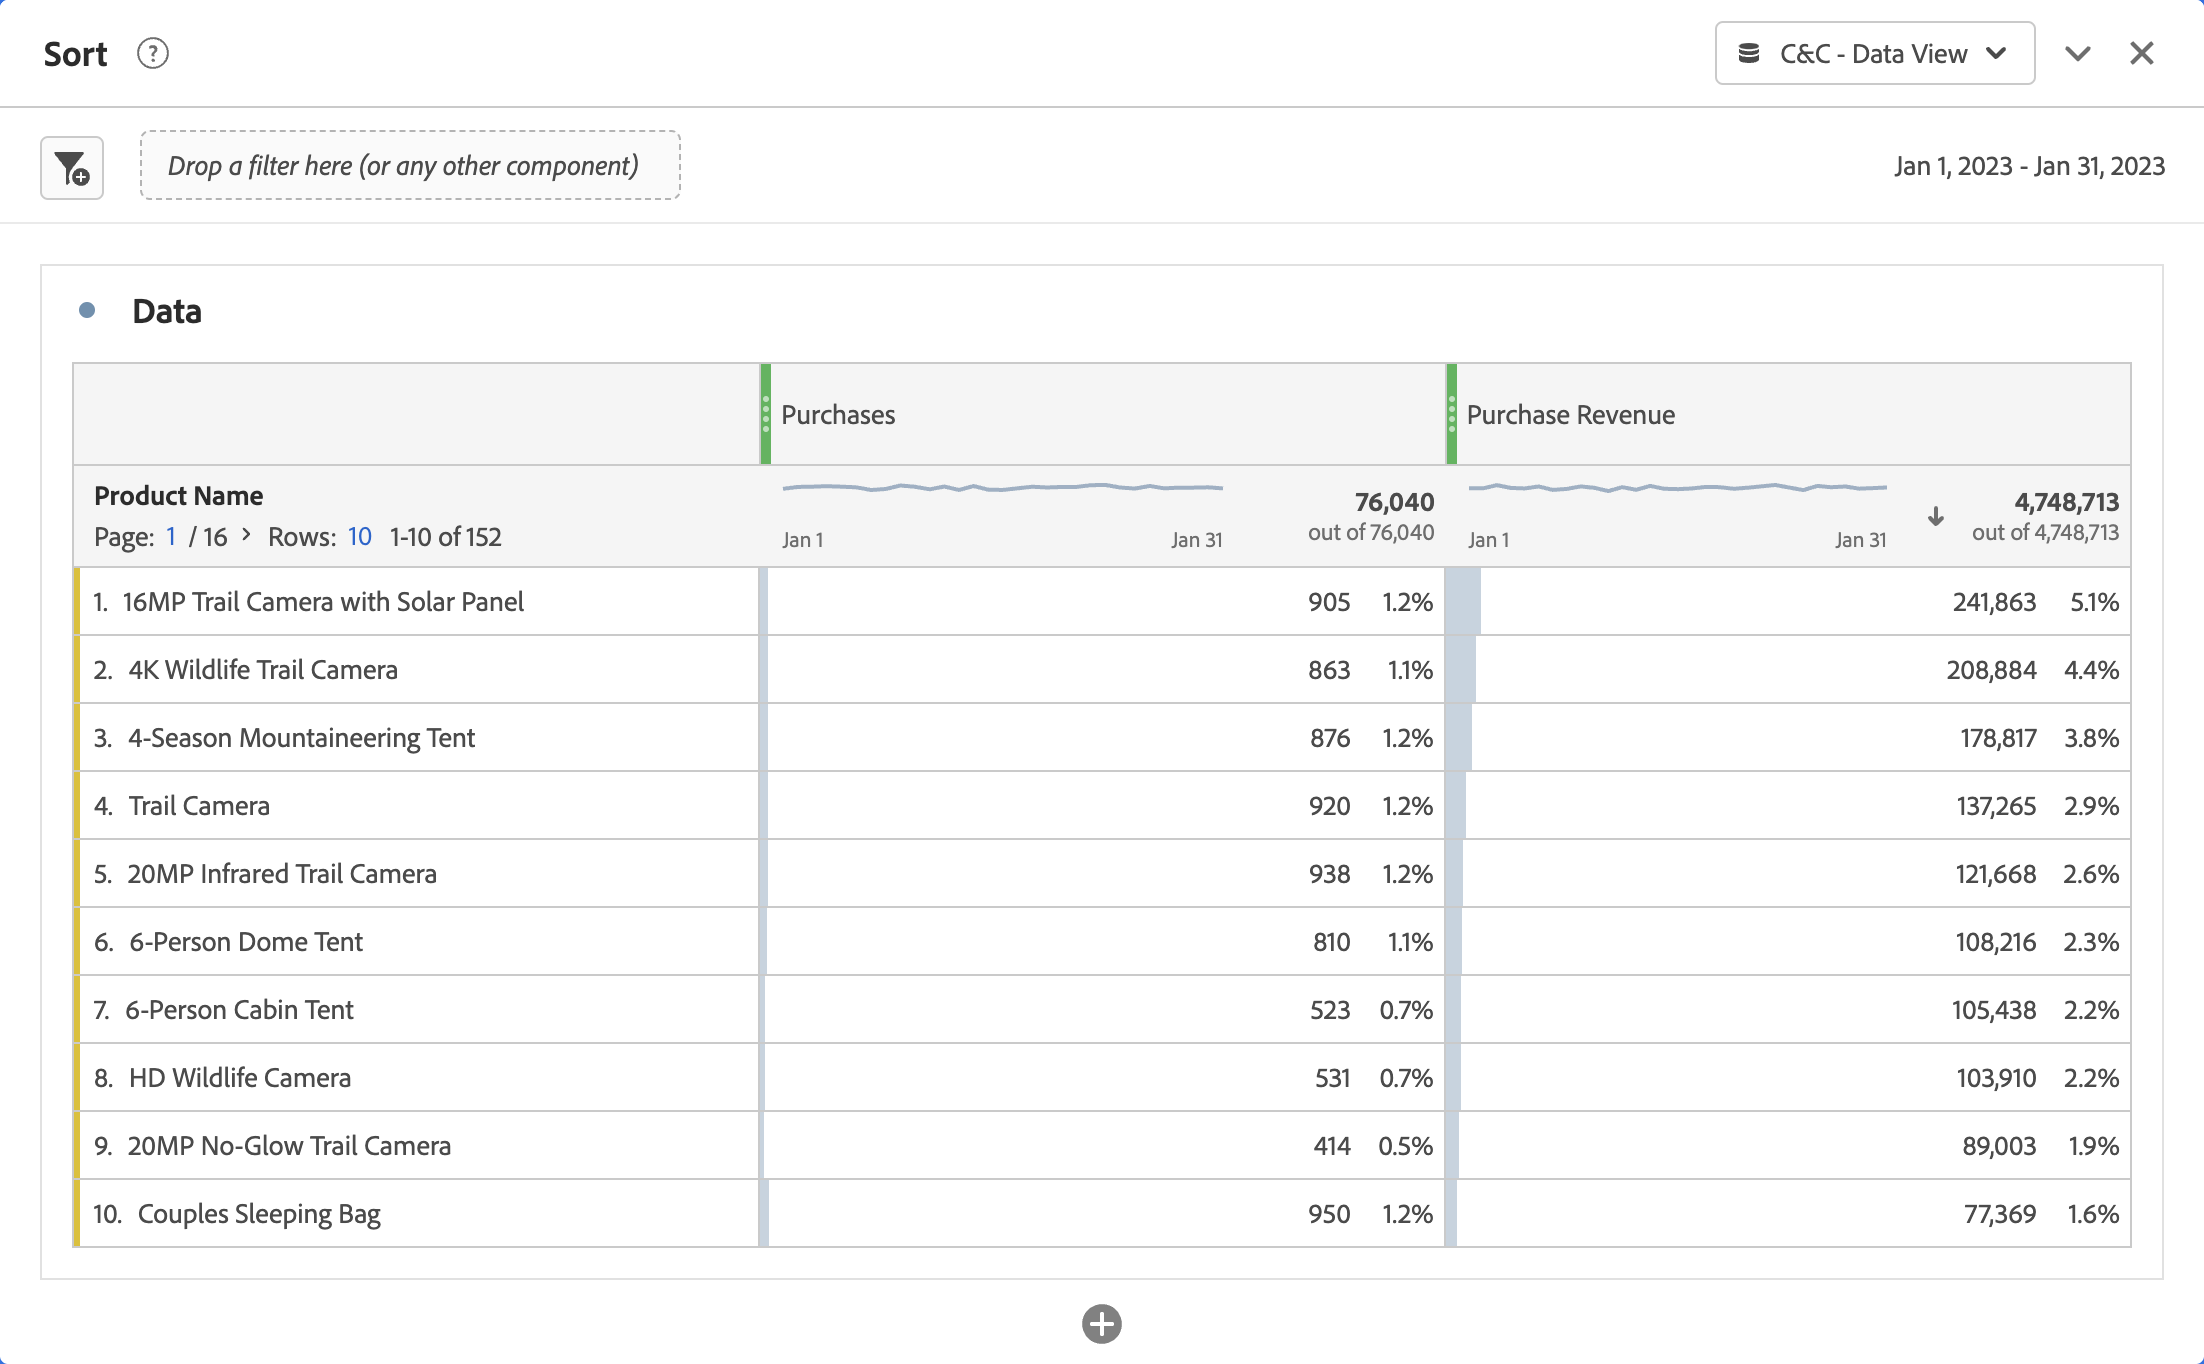 Sort ?
C&C - Data View
Drop a filter here (or any other component)
Jan 1, 2023 - Jan 31, 2023
Data
Purchases
Purchase Revenue
Product Name
Page: 1 / 16 > Rows: 10 1-10 of 152
Jan 1 Jan 31
76,040
out of 76,040
Jan 1 Jan 31
4,748,713
out of 4,748,713
1. 16MP Trail Camera with Solar Panel 905 1.2% 241,863 5.1%
2. 4K Wildlife Trail Camera 863 1.1% 208,884 4.4%
3. 4-Season Mountaineering Tent 876 1.2% 178,817 3.8%
4. Trail Camera 920 1.2% 137,265 2.9%
5. 20MP Infrared Trail Camera 938 1.2% 121,668 2.6%
6. 6-Person Dome Tent 810 1.1% 108,216 2.3%
7. 6-Person Cabin Tent 523 0.7% 105,438 2.2%
8. HD Wildlife Camera 531 0.7% 103,910 2.2%
9. 20MP No-Glow Trail Camera 414 0.5% 89,003 1.9%
10. Couples Sleeping Bag 950 1.2% 77,369 1.6%